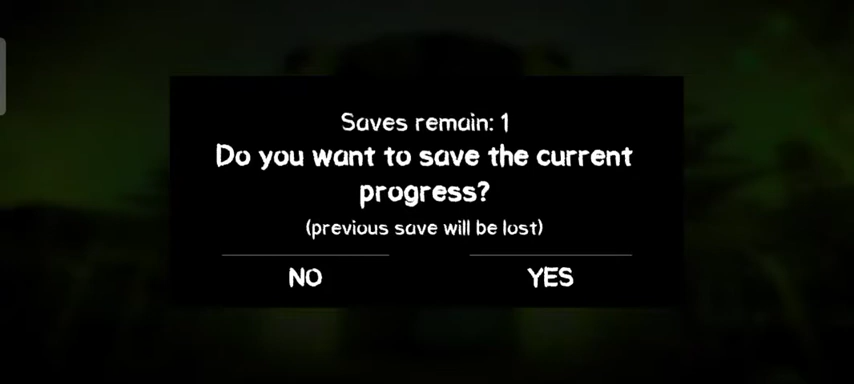 Saves remain: 1
Do you want to save the current
progress?
(previous save will be lost)
NO
YES